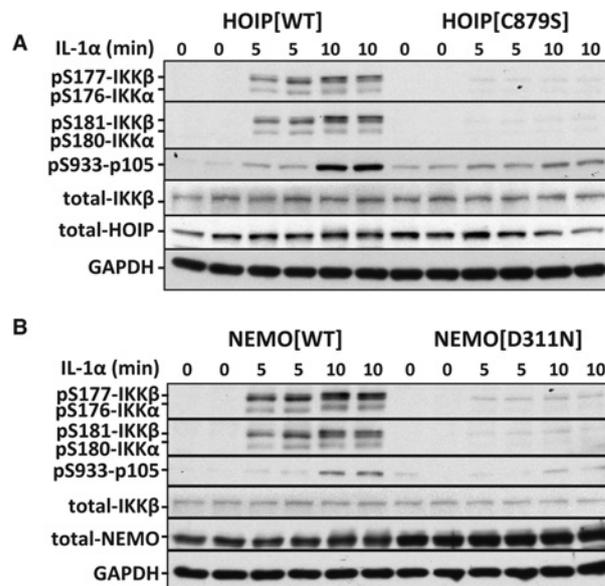 A
HOIP[WT] HOIP[C879S]
IL-1α (min) 0 0 5 5 10 10 0 0 5 5 10 10
pS177-IKKβ
pS176-IKKα
pS181-IKKβ
pS180-IKKα
pS933-p105
total-IKKβ
total-HOIP
GAPDH
B
NEMO[WT] NEMO[D311N]
IL-1α (min) 0 0 5 5 10 10 0 0 5 5 10 10
pS177-IKKβ
pS176-IKKα
pS181-IKKβ
pS180-IKKα
pS933-p105
total-IKKβ
total-NEMO
GAPDH